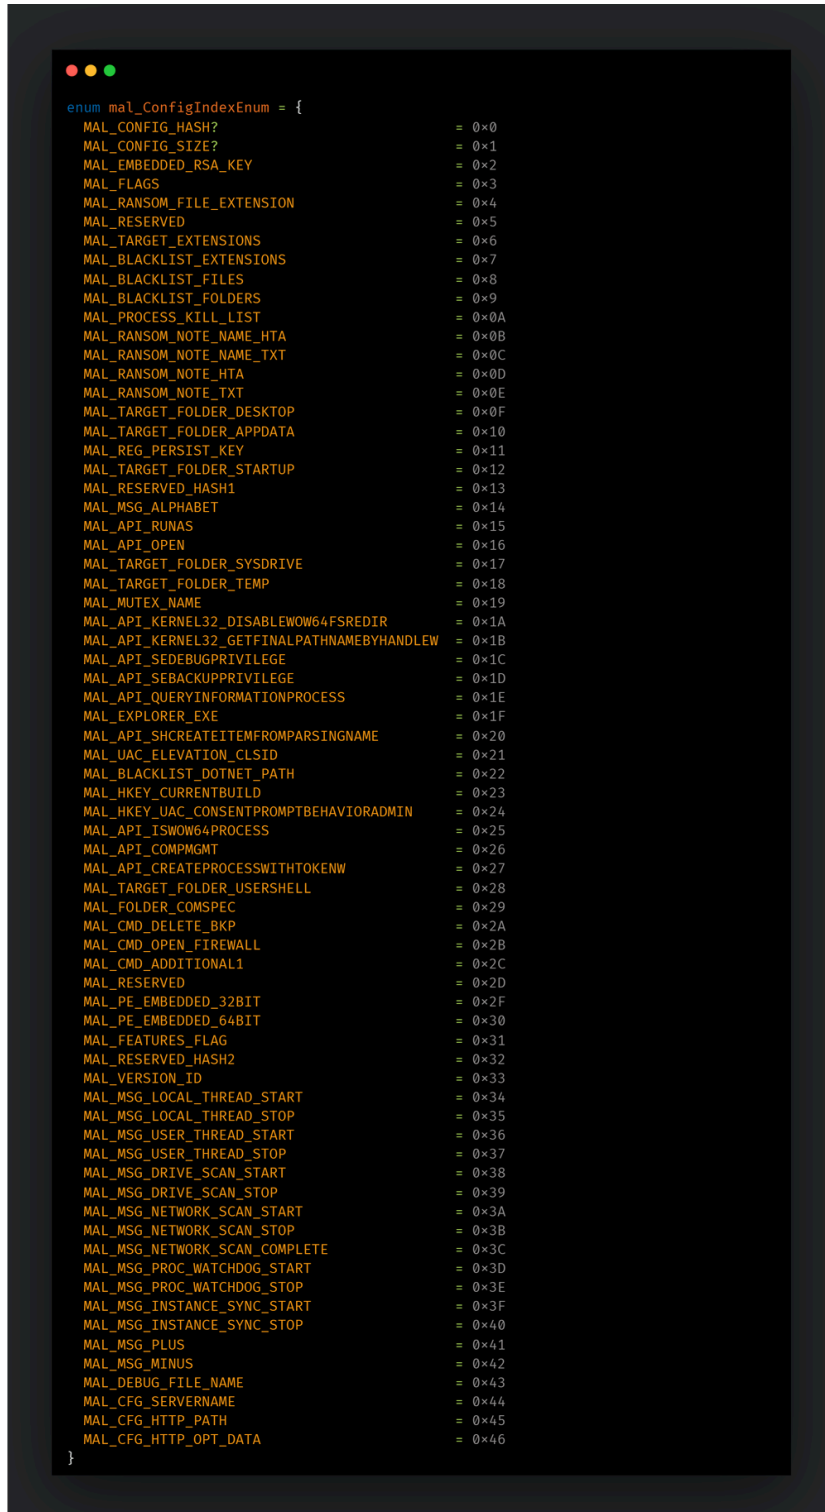 enum mal_ConfigIndexEnum = {
MAL_CONFIG_HASH? = 0×0
MAL_CONFIG_SIZE? = 0×1
MAL_EMBEDDED_RSA_KEY = 0×2
MAL_FLAGS = 0×3
MAL_RANSOM_FILE_EXTENSION = 0×4
MAL_RESERVED = 0×5
MAL_TARGET_EXTENSIONS = 0×6
MAL_BLACKLIST_EXTENSIONS = 0×7
MAL_BLACKLIST_FILES = 0×8
MAL_BLACKLIST_FOLDERS = 0×9
MAL_PROCESS_KILL_LIST = 0×0A
MAL_RANSOM_NOTE_NAME_HTA = 0×0B
MAL_RANSOM_NOTE_NAME_TXT = 0×0C
MAL_RANSOM_NOTE_HTA = 0×0D
MAL_RANSOM_NOTE_TXT = 0×0E
MAL_TARGET_FOLDER_DESKTOP = 0×0F
MAL_TARGET_FOLDER_APPDATA = 0×10
MAL_REG_PERSIST_KEY = 0×11
MAL_TARGET_FOLDER_STARTUP = 0×12
MAL_RESERVED_HASH1 = 0×13
MAL_MSG_ALPHABET = 0×14
MAL_API_RUNAS = 0×15
MAL_API_OPEN = 0×16
MAL_TARGET_FOLDER_SYSDRIVE = 0×17
MAL_TARGET_FOLDER_TEMP = 0×18
MAL_MUTEX_NAME = 0×19
MAL_API_KERNEL32_DISABLEWOW64FSREDIR = 0×1A
MAL_API_KERNEL32_GETFINALPATHNAMEBYHANDLEW = 0×1B
MAL_API_SEDEBUGPRIVILEGE = 0×1C
MAL_API_SEBACKUPPRIVILEGE = 0×1D
MAL_API_QUERYINFORMATIONPROCESS = 0×1E
MAL_EXPLORER_EXE = 0×1F
MAL_API_SHCREATEITEMFROMPARSINGNAME = 0×20
MAL_UAC_ELEVATION_CLSID = 0×21
MAL_BLACKLIST_DOTNET_PATH = 0×22
MAL_HKEY_CURRENTBUILD = 0×23
MAL_HKEY_UAC_CONSENTPROMPTBEHAVIORADMIN = 0×24
MAL_API_ISWOW64PROCESS = 0×25
MAL_API_COMPMGMT = 0×26
MAL_API_CREATEPROCESSWITHTOKENW = 0×27
MAL_TARGET_FOLDER_USERSHELL = 0×28
MAL_FOLDER_COMSPEC = 0×29
MAL_CMD_DELETE_BKP = 0×2A
MAL_CMD_OPEN_FIREWALL = 0×2B
MAL_CMD_ADDITIONAL1 = 0×2C
MAL_RESERVED = 0×2D
MAL_PE_EMBEDDED_32BIT = 0×2F
MAL_PE_EMBEDDED_64BIT = 0×30
MAL_FEATURES_FLAG = 0×31
MAL_RESERVED_HASH2 = 0×32
MAL_VERSION_ID = 0×33
MAL_MSG_LOCAL_THREAD_START = 0×34
MAL_MSG_LOCAL_THREAD_STOP = 0×35
MAL_MSG_USER_THREAD_START = 0×36
MAL_MSG_USER_THREAD_STOP = 0×37
MAL_MSG_DRIVE_SCAN_START = 0×38
MAL_MSG_DRIVE_SCAN_STOP = 0×39
MAL_MSG_NETWORK_SCAN_START = 0×3A
MAL_MSG_NETWORK_SCAN_STOP = 0×3B
MAL_MSG_NETWORK_SCAN_COMPLETE = 0×3C
MAL_MSG_PROC_WATCHDOG_START = 0×3D
MAL_MSG_PROC_WATCHDOG_STOP = 0×3E
MAL_MSG_INSTANCE_SYNC_START = 0×3F
MAL_MSG_INSTANCE_SYNC_STOP = 0×40
MAL_MSG_PLUS = 0×41
MAL_MSG_MINUS = 0×42
MAL_DEBUG_FILE_NAME = 0×43
MAL_CFG_SERVERNAME = 0×44
MAL_CFG_HTTP_PATH = 0×45
MAL_CFG_HTTP_OPT_DATA = 0×46
}